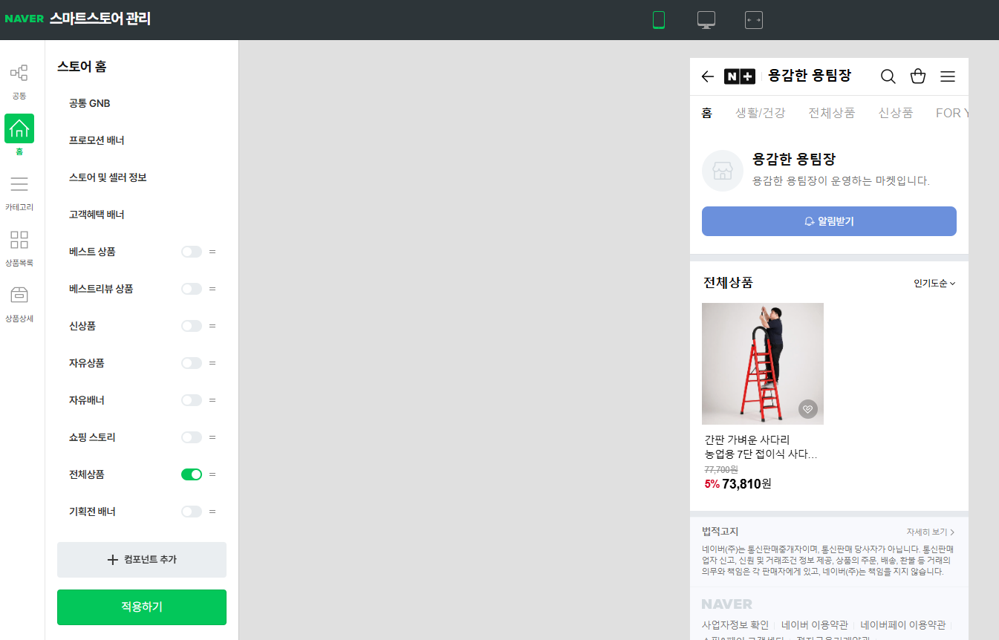 NAVER 스마트스토어 관리
공통
홈
카테고리
상품목록
상품상세
스토어 홈
공통 GNB
프로모션 배너
스토어 및 셀러 정보
고객혜택 배너
베스트 상품
베스트리뷰 상품
신상품
자유상품
자유배너
쇼핑 스토리
전체상품
기획전 배너
컴포넌트 추가
적용하기
N+ 용감한 용팀장
홈 생활/건강 전체상품 신상품 FOR Y
용감한 용팀장
용감한 용팀장이 운영하는 마켓입니다.
알림받기
전체상품 인기도순
간판 가벼운 사다리
농업용 7단 접이식 사다...
77,700원
5% 73,810원
법적고지 자세히 보기
네이버(주)는 통신판매중개자이며, 통신판매 당사자가 아닙니다. 통신판매
업자 신고, 신원 및 거래조건 정보 제공, 상품의 주문, 배송, 환불 등 거래의
의무와 책임은 각 판매자에게 있고, 네이버(주)는 책임을 지지 않습니다.
NAVER
사업자정보 확인 네이버 이용약관 네이버페이 이용약관